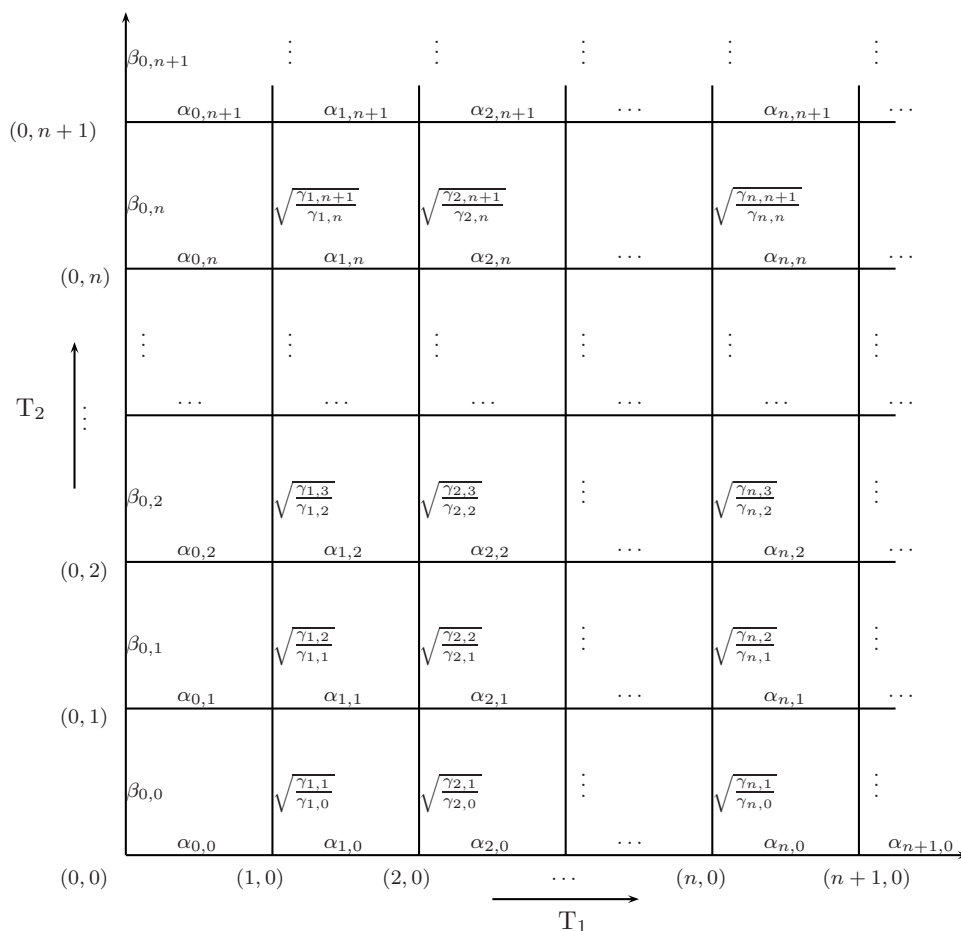 β_{0,n+1} ⋮ ⋮ ⋮ ⋮ ⋮
α_{0,n+1} α_{1,n+1} α_{2,n+1} ⋯ α_{n,n+1} ⋯
(0, n + 1)
β_{0,n} √(γ_{1,n+1}/γ_{1,n}) √(γ_{2,n+1}/γ_{2,n}) √(γ_{n,n+1}/γ_{n,n})
α_{0,n} α_{1,n} α_{2,n} ⋯ α_{n,n} ⋯
(0, n)
⋮ ⋮ ⋮ ⋮ ⋮ ⋮
⋯ ⋯ ⋯ ⋯ ⋯ ⋯
T₂ ⋮
β_{0,2} √(γ_{1,3}/γ_{1,2}) √(γ_{2,3}/γ_{2,2}) ⋮ √(γ_{n,3}/γ_{n,2}) ⋮
α_{0,2} α_{1,2} α_{2,2} ⋯ α_{n,2} ⋯
(0, 2)
β_{0,1} √(γ_{1,2}/γ_{1,1}) √(γ_{2,2}/γ_{2,1}) ⋮ √(γ_{n,2}/γ_{n,1}) ⋮
α_{0,1} α_{1,1} α_{2,1} ⋯ α_{n,1} ⋯
(0, 1)
β_{0,0} √(γ_{1,1}/γ_{1,0}) √(γ_{2,1}/γ_{2,0}) ⋮ √(γ_{n,1}/γ_{n,0}) ⋮
α_{0,0} α_{1,0} α_{2,0} ⋯ α_{n,0} α_{n+1,0}
(0, 0) (1, 0) (2, 0) ⋯ (n, 0) (n + 1, 0)
T₁